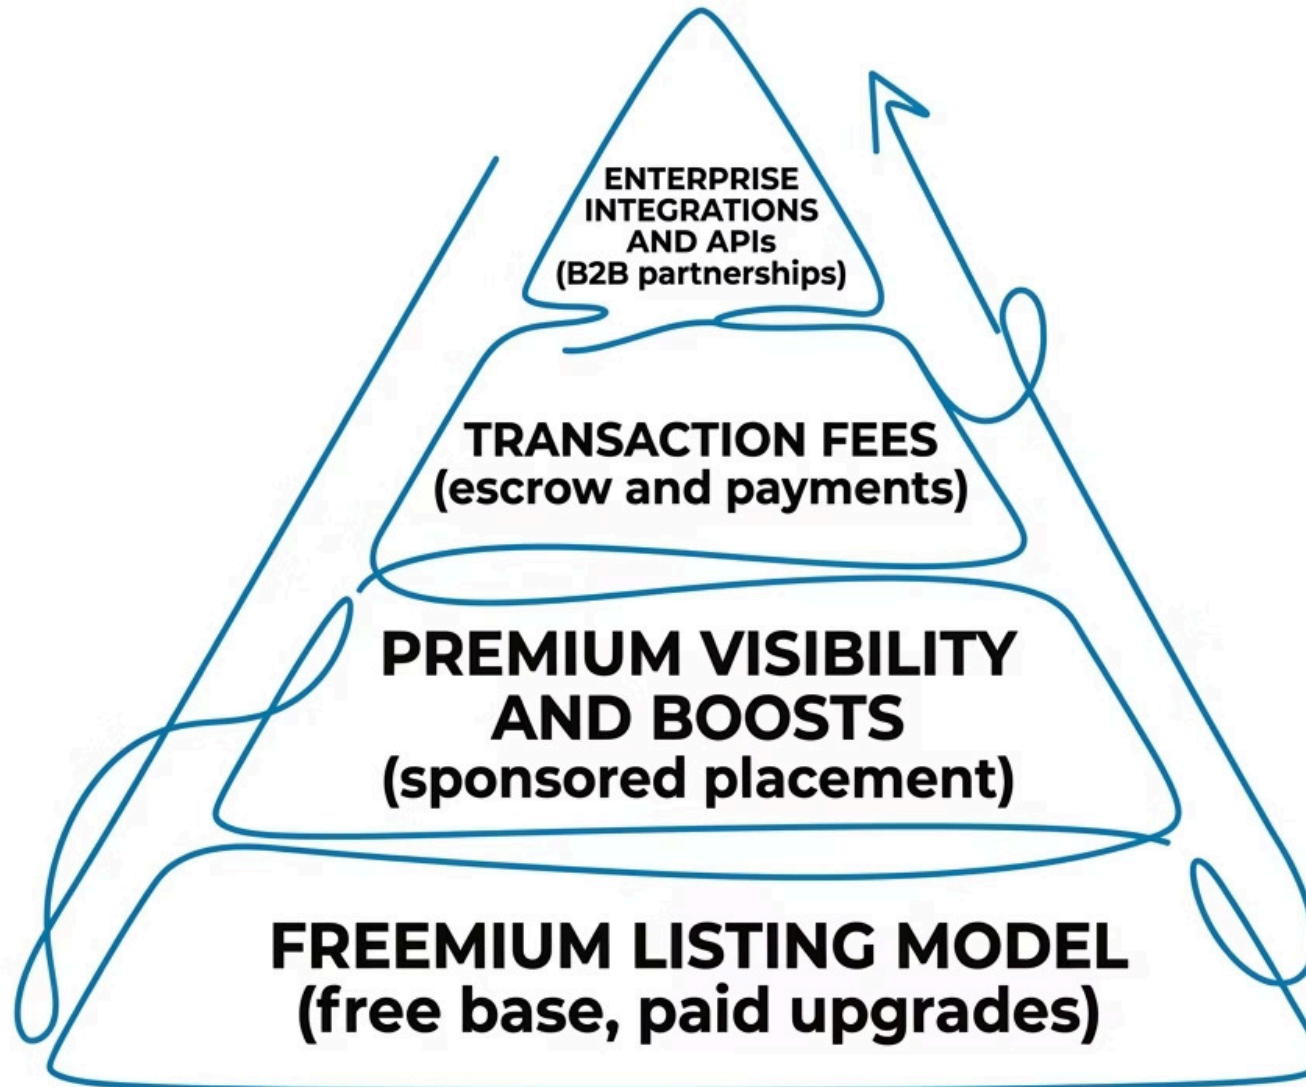 ENTERPRISE
INTEGRATIONS
AND APIs
(B2B partnerships)
TRANSACTION FEES
(escrow and payments)
PREMIUM VISIBILITY
AND BOOSTS
(sponsored placement)
FREEMIUM LISTING MODEL
(free base, paid upgrades)